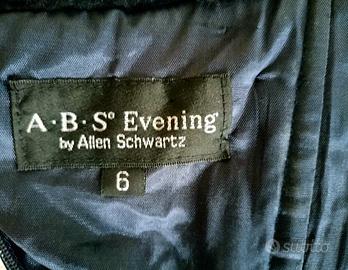 A·B·S° Evening
by Allen Schwartz
6
subito